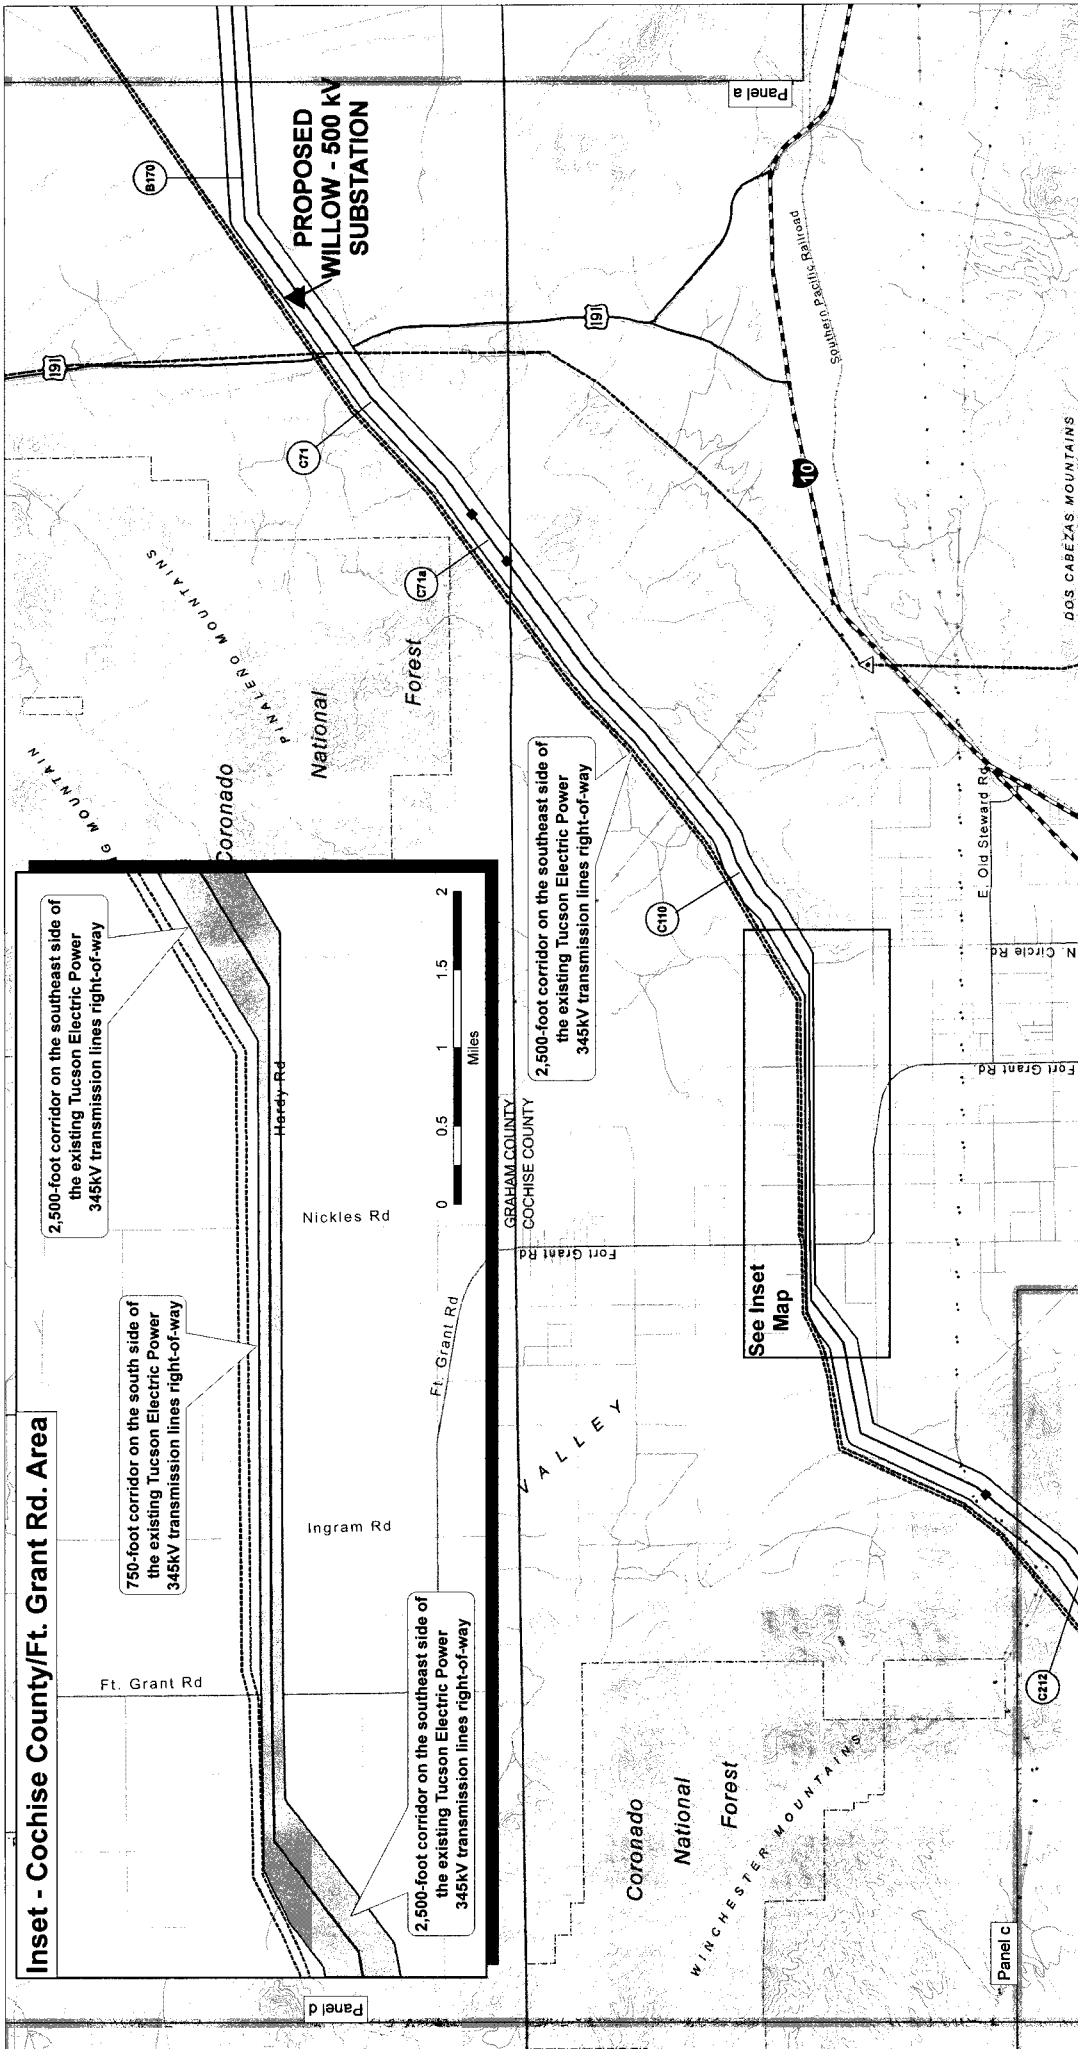 Inset - Cochise County/Ft. Grant Rd. Area
2,500-foot corridor on the southeast side of
the existing Tucson Electric Power
345kV transmission lines right-of-way
750-foot corridor on the south side of
the existing Tucson Electric Power
345kV transmission lines right-of-way
2,500-foot corridor on the southeast side of
the existing Tucson Electric Power
345kV transmission lines right-of-way
Ft. Grant Rd
Ingram Rd
Nickles Rd
Hardy Rd
Ft. Grant Rd
0 0.5 1 1.5 2
Miles
G MOUNTAIN
PINALENO MOUNTAINS
Coronado
National
Forest
B170
PROPOSED
WILLOW - 500 kV
SUBSTATION
191
C71
C71a
191
Panel a
Southern Pacific Railroad
10
DOS CABEZAS MOUNTAINS
GRAHAM COUNTY
COCHISE COUNTY
2,500-foot corridor on the southeast side of
the existing Tucson Electric Power
345kV transmission lines right-of-way
C110
Fort Grant Rd
See Inset
Map
E. Old Steward Rd
N. Circle Rd
Fort Grant Rd
VALLEY
Coronado
National
Forest
WINCHESTER MOUNTAINS
C212
Panel c
Panel d